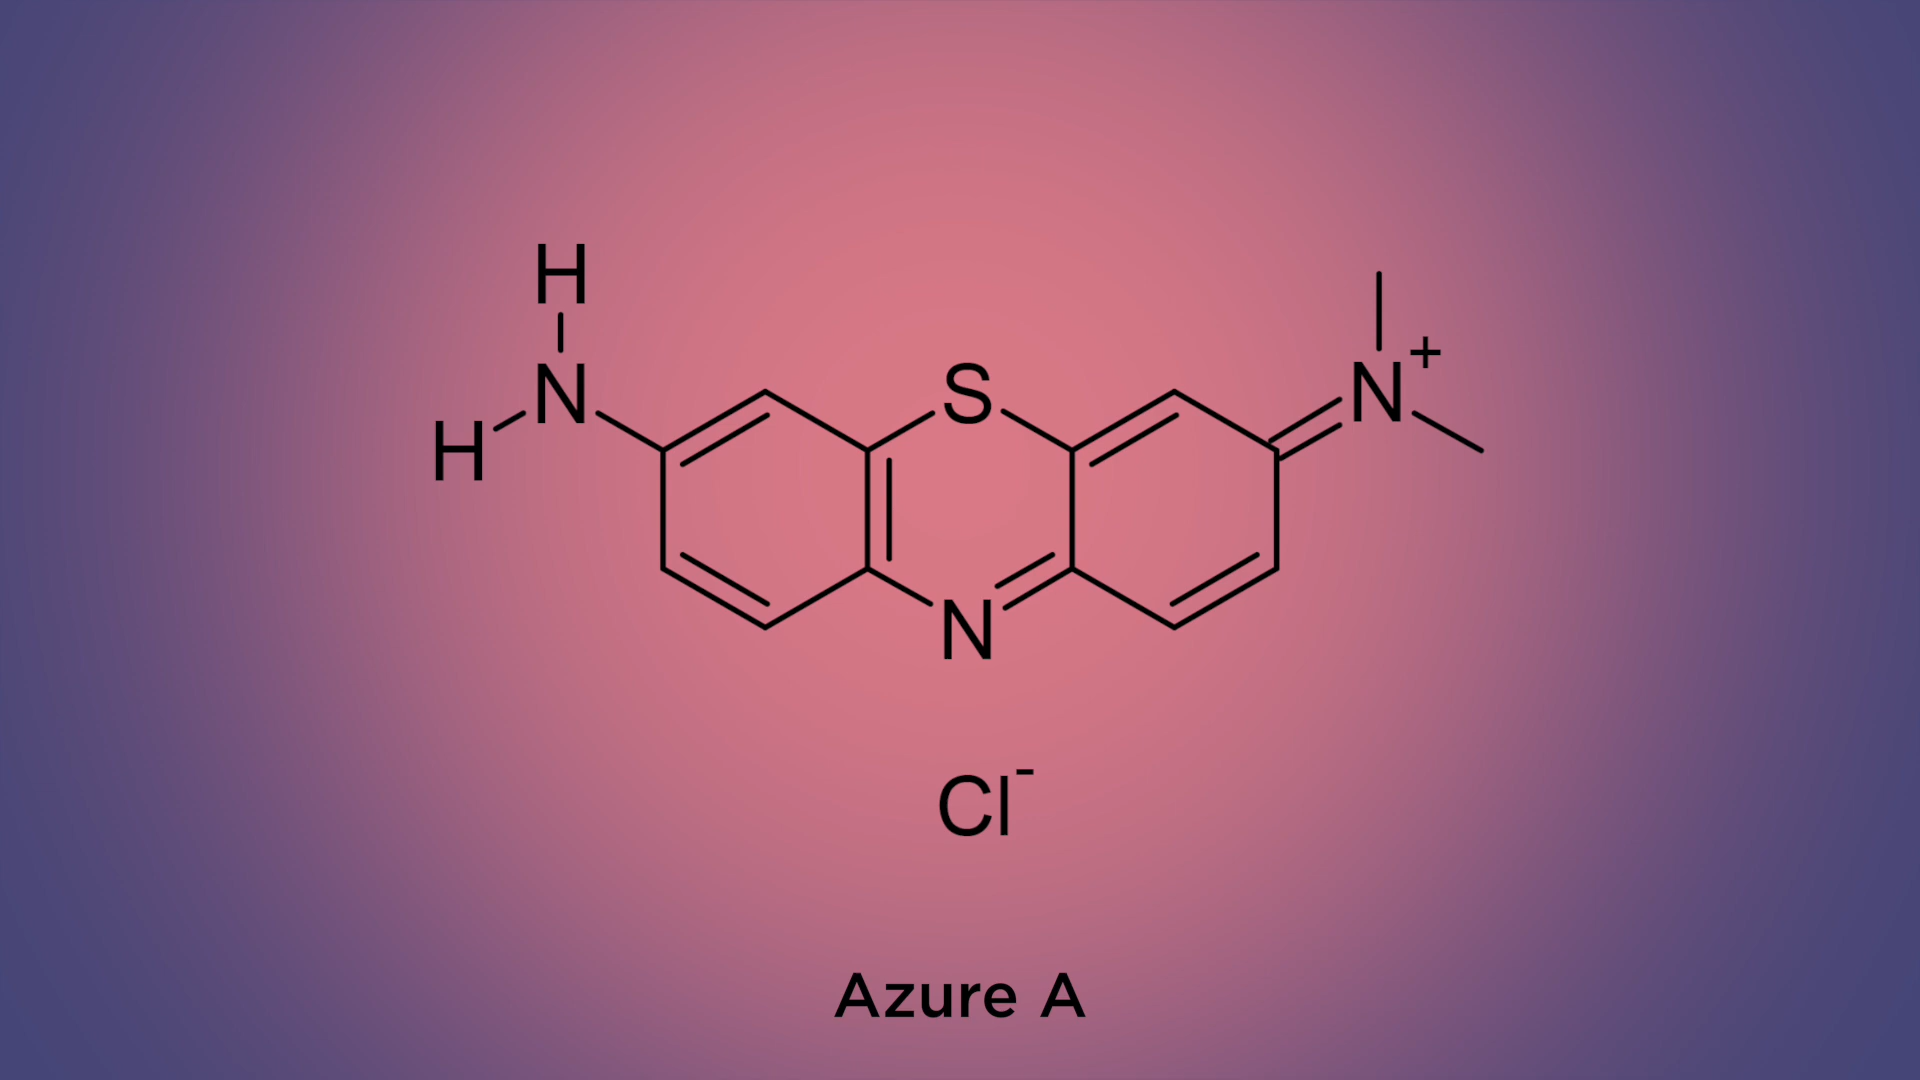 H
H N S N+
N
Cl-
Azure A